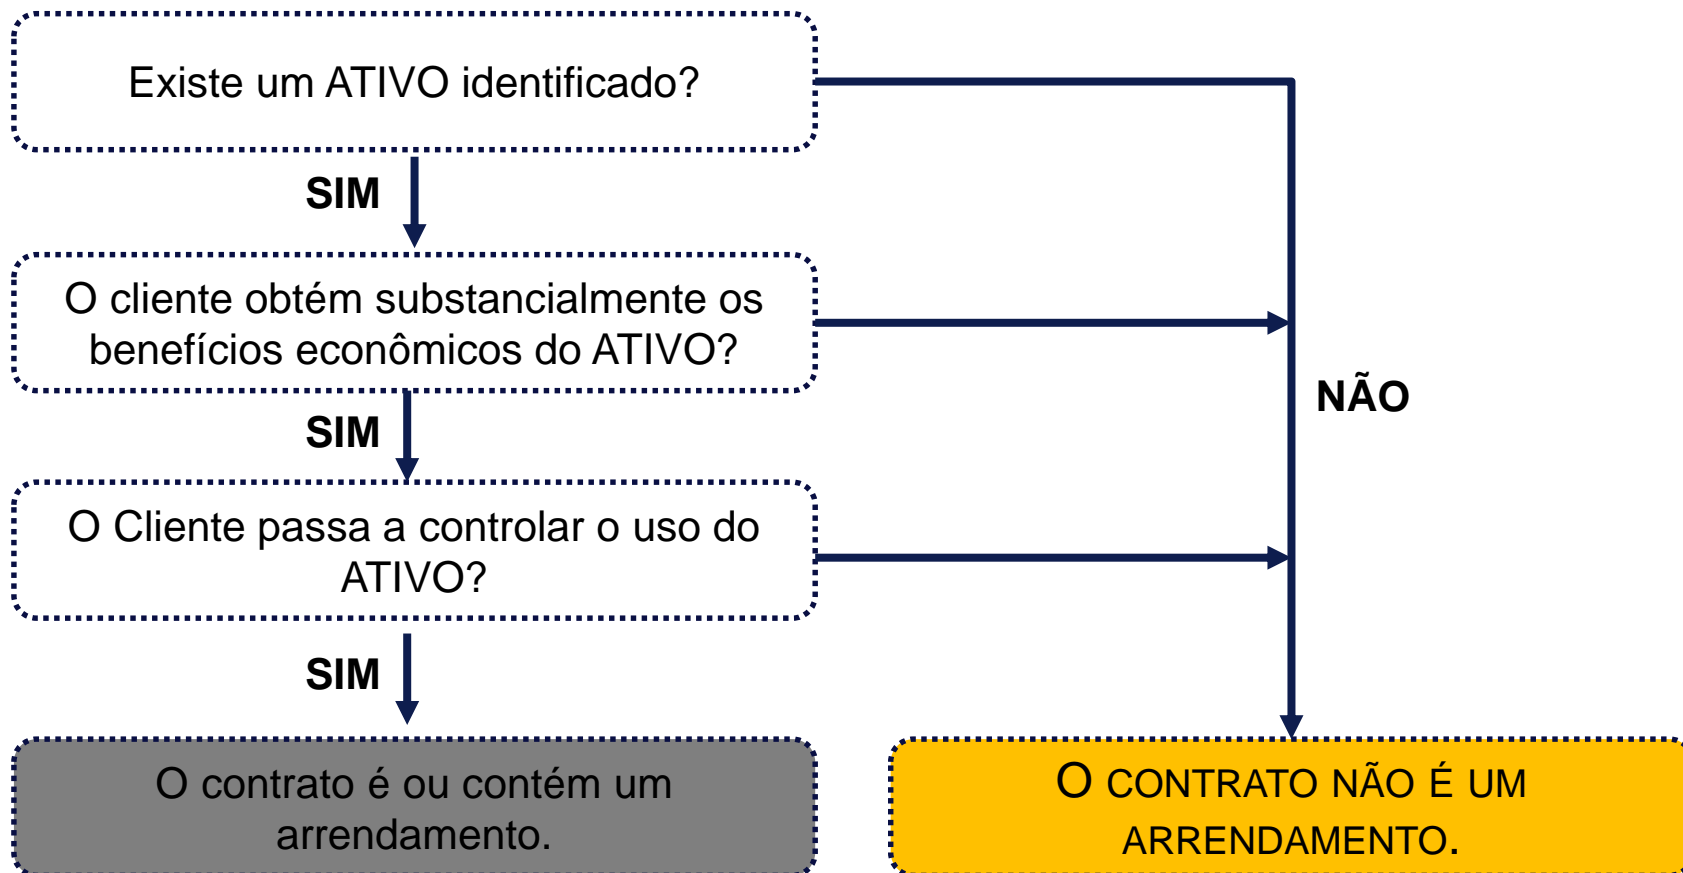 Existe um ATIVO identificado?
SIM
O cliente obtém substancialmente os
benefícios econômicos do ATIVO?
NÃO
SIM
O Cliente passa a controlar o uso do
ATIVO?
SIM
O contrato é ou contém um
arrendamento.
O CONTRATO NÃO É UM
ARRENDAMENTO.